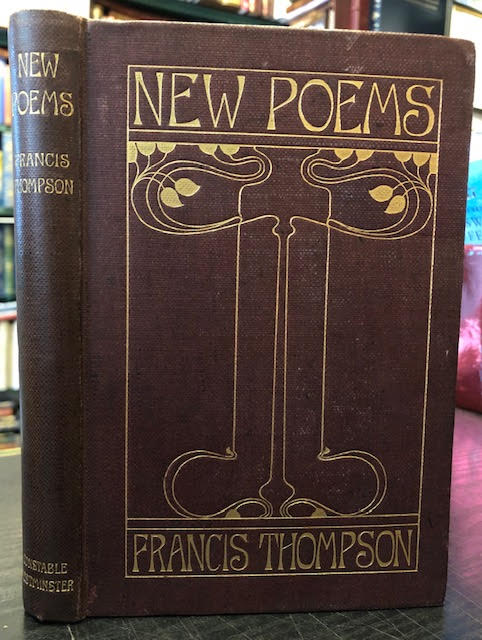 NEW
POEMS
FRANCIS
THOMPSON
CONSTABLE
WESTMINSTER
NEW POEMS
FRANCIS THOMPSON